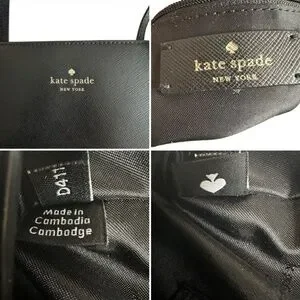 kate spade
NEW YORK
kate spade
NEW YORK
D411
Made in
Cambodia
Cambodge